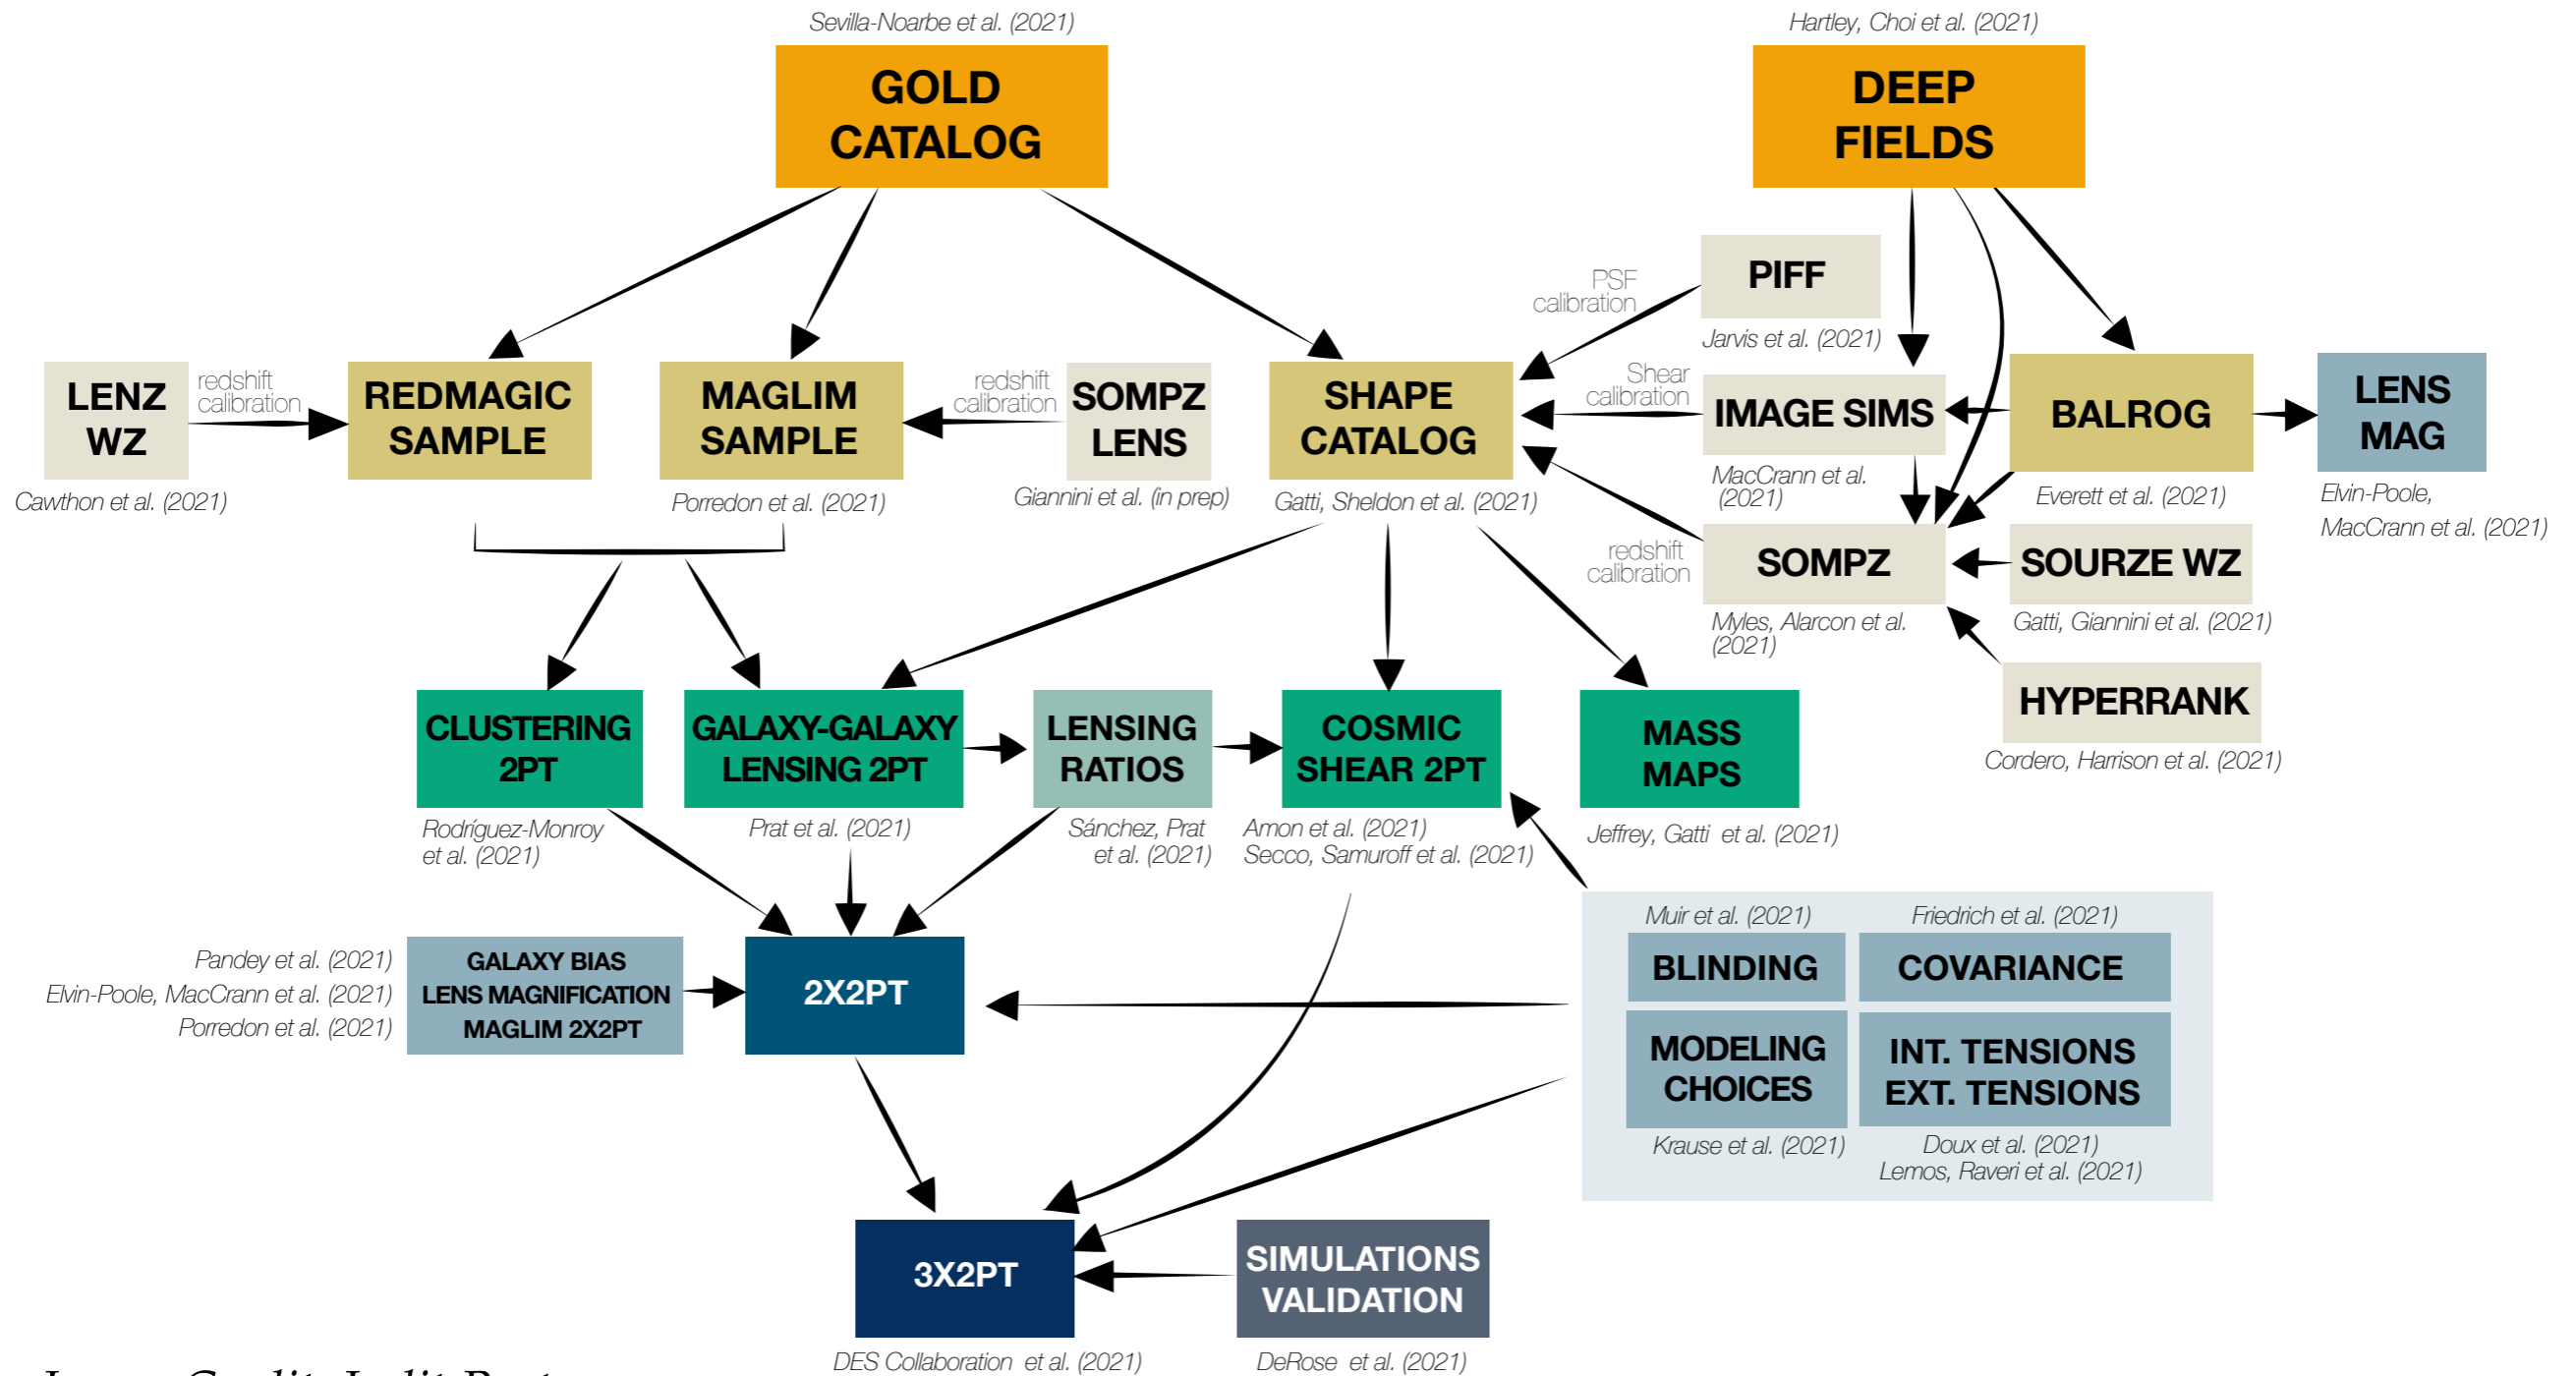 Sevilla-Noarbe et al. (2021)
GOLD
CATALOG
Hartley, Choi et al. (2021)
DEEP
FIELDS
PIFF
Jarvis et al. (2021)
PSF
calibration
LENZ
WZ
Cawthon et al. (2021)
redshift
calibration
REDMAGIC
SAMPLE
MAGLIM
SAMPLE
Porredon et al. (2021)
redshift
calibration
SOMPZ
LENS
Giannini et al. (in prep)
SHAPE
CATALOG
Gatti, Sheldon et al. (2021)
Shear
calibration
IMAGE SIMS
MacCrann et al.
(2021)
BALROG
Everett et al. (2021)
LENS
MAG
Elvin-Poole,
MacCrann et al. (2021)
redshift
calibration
SOMPZ
Myles, Alarcon et al.
(2021)
SOURZE WZ
Gatti, Giannini et al. (2021)
HYPERRANK
Cordero, Harrison et al. (2021)
CLUSTERING
2PT
Rodríguez-Monroy
et al. (2021)
GALAXY-GALAXY
LENSING 2PT
Prat et al. (2021)
LENSING
RATIOS
Sánchez, Prat
et al. (2021)
COSMIC
SHEAR 2PT
Amon et al. (2021)
Secco, Samuroff et al. (2021)
MASS
MAPS
Jeffrey, Gatti et al. (2021)
Pandey et al. (2021)
Elvin-Poole, MacCrann et al. (2021)
Porredon et al. (2021)
GALAXY BIAS
LENS MAGNIFICATION
MAGLIM 2X2PT
2X2PT
Muir et al. (2021)
BLINDING
Friedrich et al. (2021)
COVARIANCE
MODELING
CHOICES
Krause et al. (2021)
INT. TENSIONS
EXT. TENSIONS
Doux et al. (2021)
Lemos, Raveri et al. (2021)
3X2PT
DES Collaboration et al. (2021)
SIMULATIONS
VALIDATION
DeRose et al. (2021)